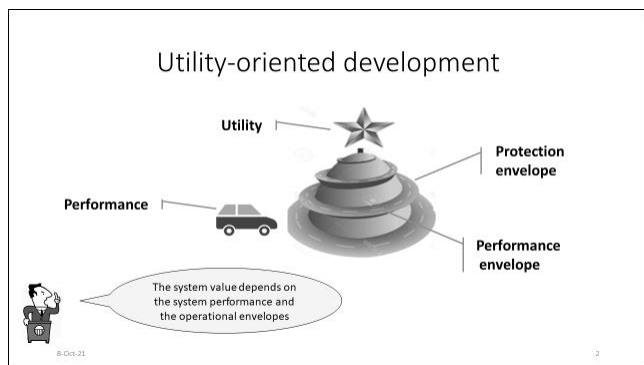 Utility-oriented development
Utility
Protection
envelope
Performance
Performance
envelope
The system value depends on
the system performance and
the operational envelopes
8-Oct-21
2